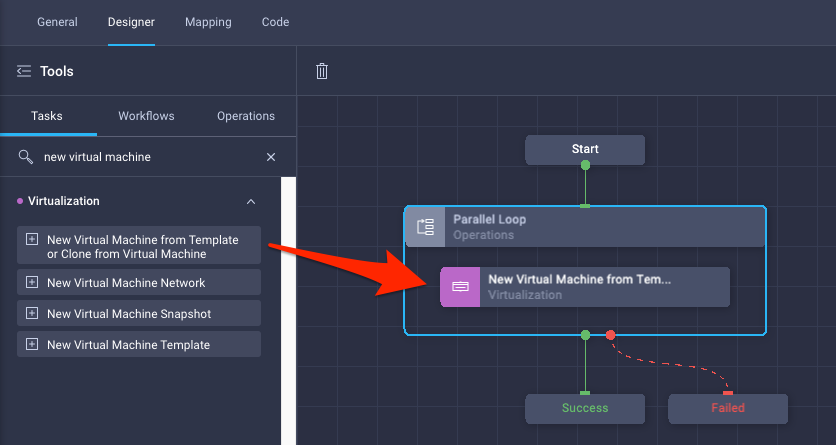 General Designer Mapping Code
Tools
Tasks Workflows Operations
new virtual machine
Virtualization
New Virtual Machine from Template
or Clone from Virtual Machine
New Virtual Machine Network
New Virtual Machine Snapshot
New Virtual Machine Template
Start
Parallel Loop
Operations
New Virtual Machine from Tem...
Virtualization
Success
Failed